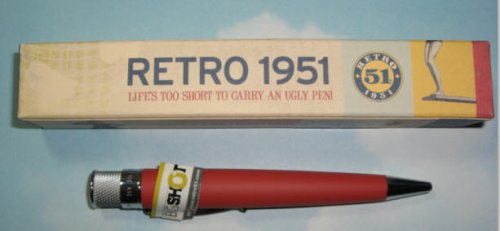 RETRO 1951
LIFE'S TOO SHORT TO CARRY AN UGLY PEN!
RETRO
51
1951
SHOT